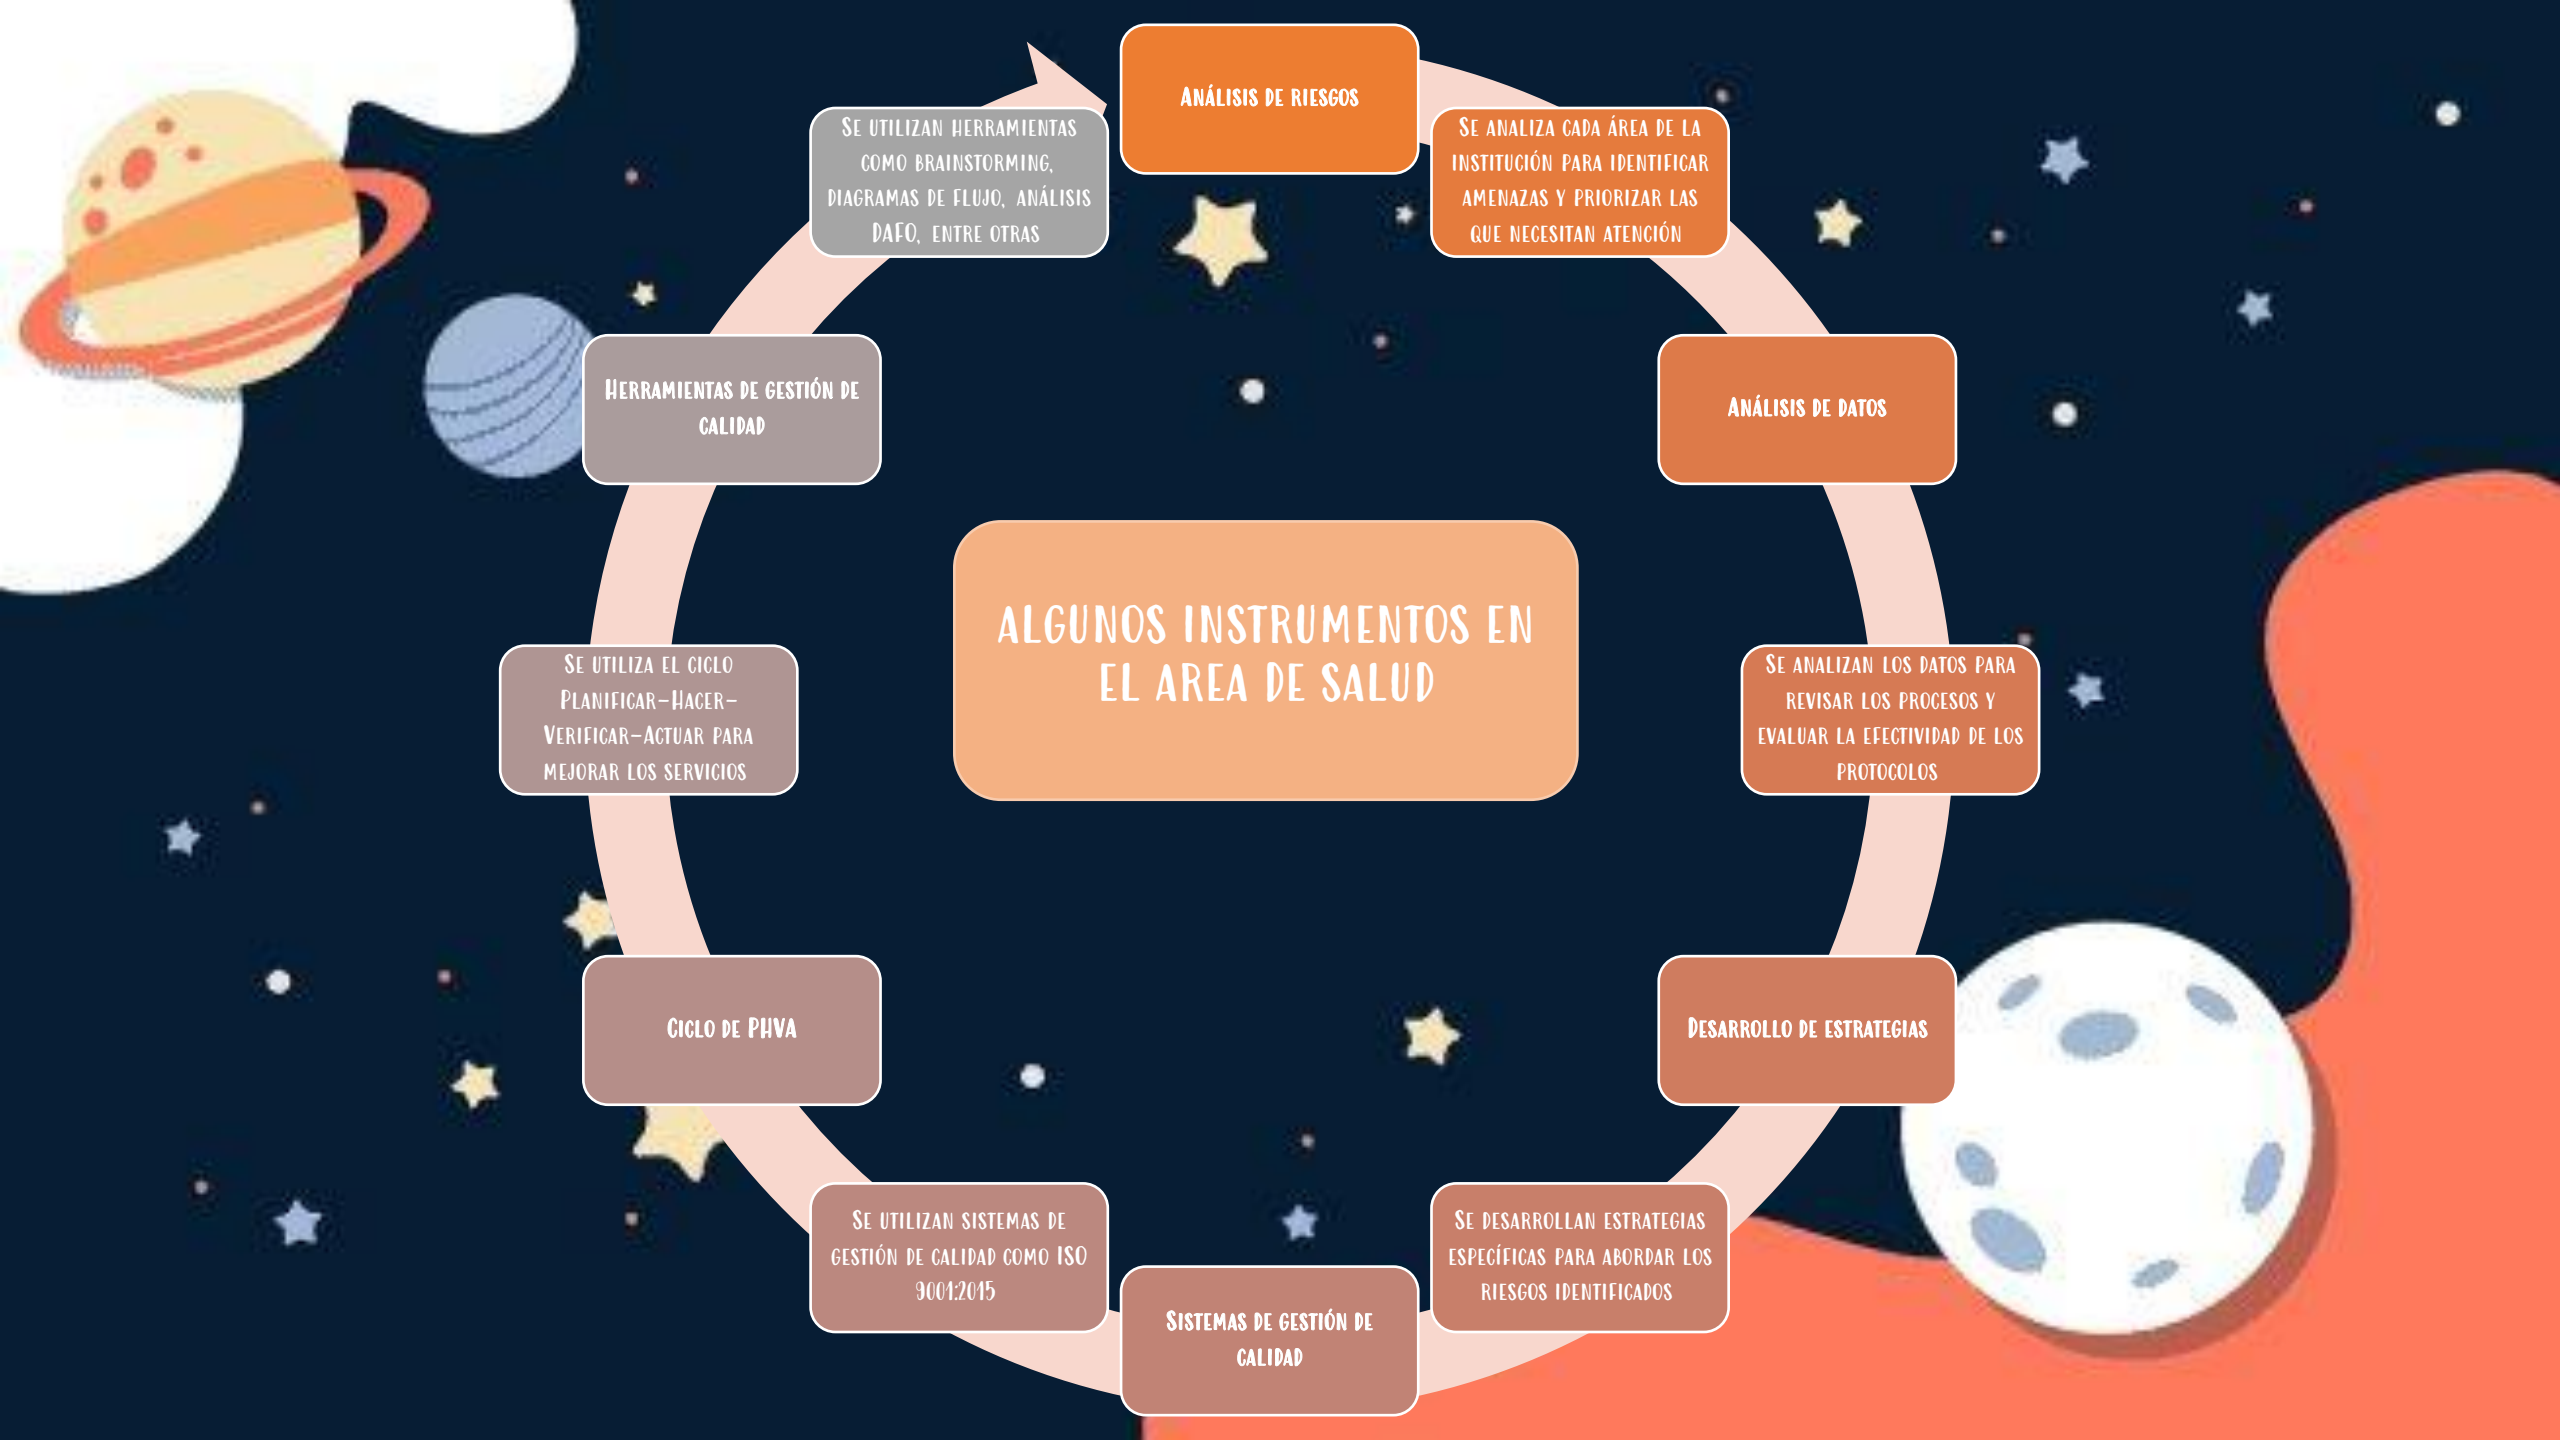 Análisis de riesgos
Se analiza cada área de la
institución para identificar
amenazas y priorizar las
que necesitan atención
Análisis de datos
Se analizan los datos para
revisar los procesos y
evaluar la efectividad de los
protocolos
Desarrollo de estrategias
Se desarrollan estrategias
específicas para abordar los
riesgos identificados
Sistemas de gestión de
calidad
Se utilizan sistemas de
gestión de calidad como ISO
9001:2015
Ciclo de PHVA
Se utiliza el ciclo
Planificar-Hacer-
Verificar-Actuar para
mejorar los servicios
Herramientas de gestión de
calidad
Se utilizan herramientas
como brainstorming,
diagramas de flujo, análisis
DAFO, entre otras
ALGUNOS INSTRUMENTOS EN
EL AREA DE SALUD